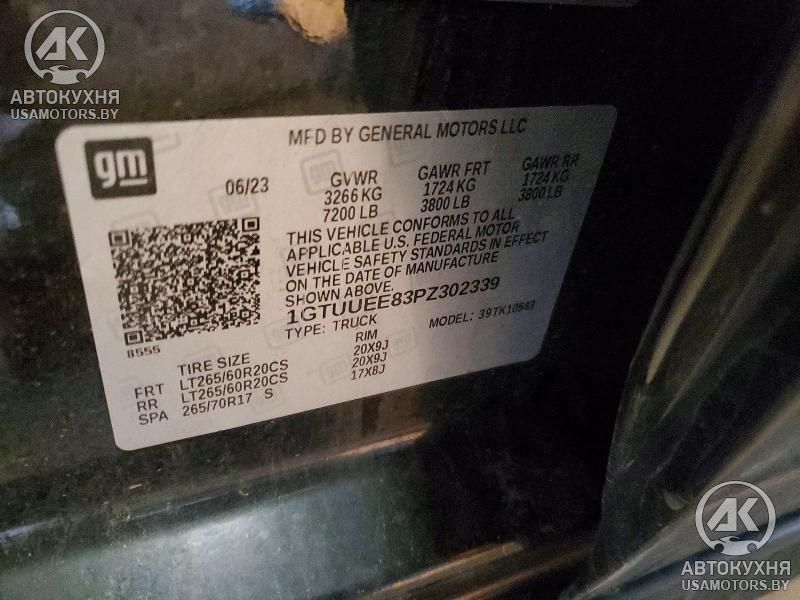 AK
АВТОКУХНЯ
USAMOTORS.BY
gm
MFD BY GENERAL MOTORS LLC
06/23
GVWR
3266 KG
7200 LB
GAWR FRT
1724 KG
3800 LB
GAWR RR
1724 KG
3800 LB
THIS VEHICLE CONFORMS TO ALL
APPLICABLE U.S. FEDERAL MOTOR
VEHICLE SAFETY STANDARDS IN EFFECT
ON THE DATE OF MANUFACTURE
SHOWN ABOVE.
1GTUUEE83PZ302339
TYPE: TRUCK
MODEL: 39TK10543
8555
TIRE SIZE
RIM
FRT LT265/60R20CS 20X9J
RR LT265/60R20CS 20X9J
SPA 265/70R17 S 17X8J
AK
АВТОКУХНЯ
USAMOTORS.BY